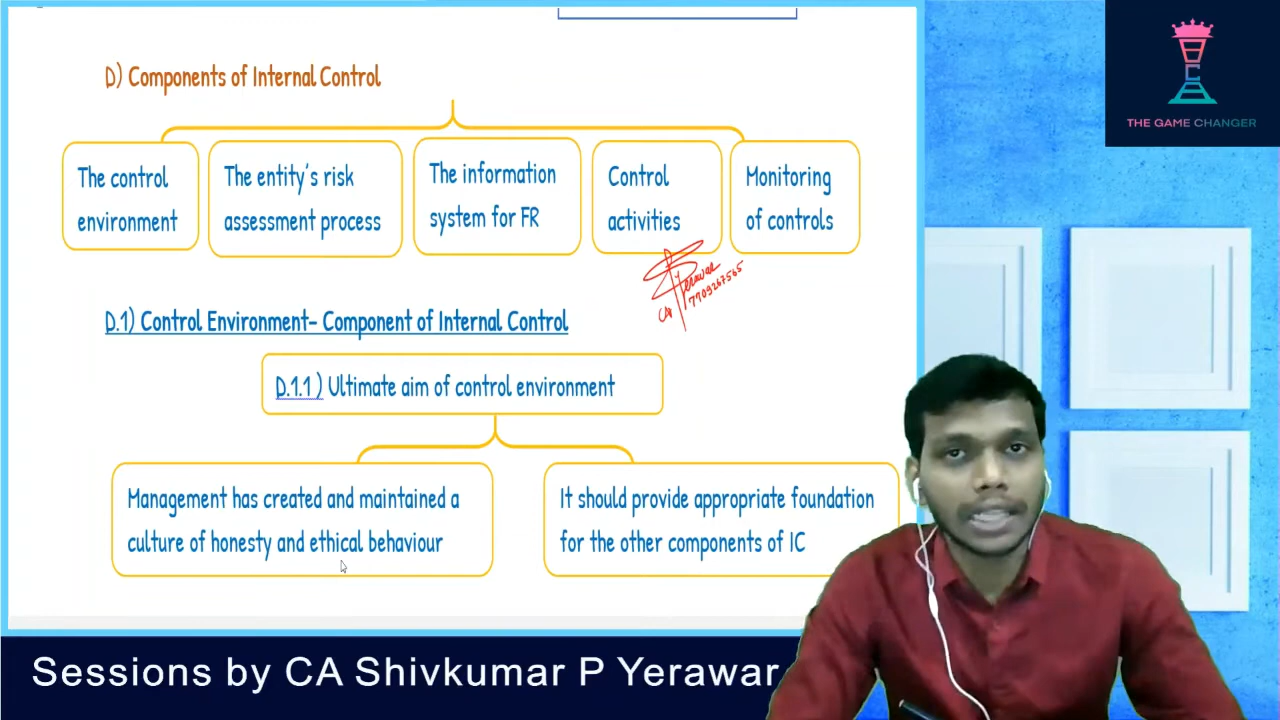 D) Components of Internal Control
The control
environment
The entity's risk
assessment process
The information
system for FR
Control
activities
Monitoring
of controls
Yerawar
CA 7709267565
D.1) Control Environment- Component of Internal Control
D.1.1 ) Ultimate aim of control environment
Management has created and maintained a
culture of honesty and ethical behaviour
It should provide appropriate foundation
for the other components of IC
THE GAME CHANGER
Sessions by CA Shivkumar P Yerawar